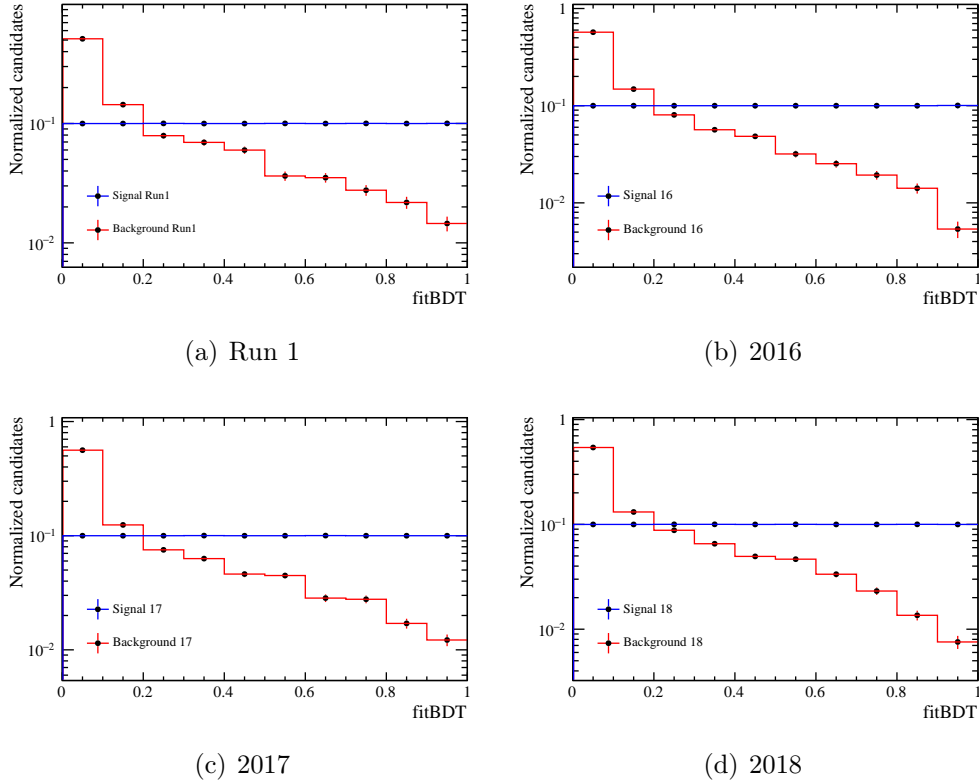 Normalized candidates
10⁻¹
10⁻²
Signal Run1
Background Run1
0 0.2 0.4 0.6 0.8 1
fitBDT
(a) Run 1
Normalized candidates
1
10⁻¹
10⁻²
Signal 16
Background 16
0 0.2 0.4 0.6 0.8 1
fitBDT
(b) 2016
Normalized candidates
1
10⁻¹
10⁻²
Signal 17
Background 17
0 0.2 0.4 0.6 0.8 1
fitBDT
(c) 2017
Normalized candidates
1
10⁻¹
10⁻²
Signal 18
Background 18
0 0.2 0.4 0.6 0.8 1
fitBDT
(d) 2018